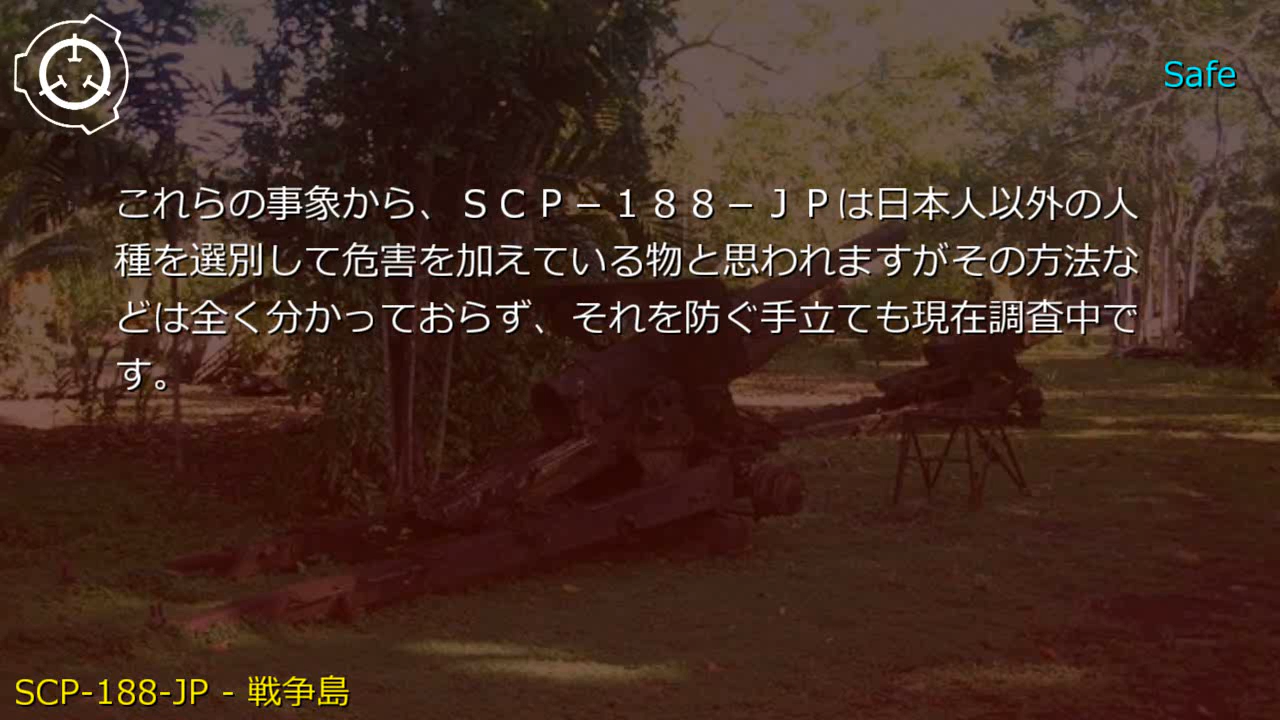 Safe
これらの事象から、ＳＣＰ－１８８－ＪＰは日本人以外の人
種を選別して危害を加えている物と思われますがその方法な
どは全く分かっておらず、それを防ぐ手立ても現在調査中で
す。
SCP-188-JP - 戦争島